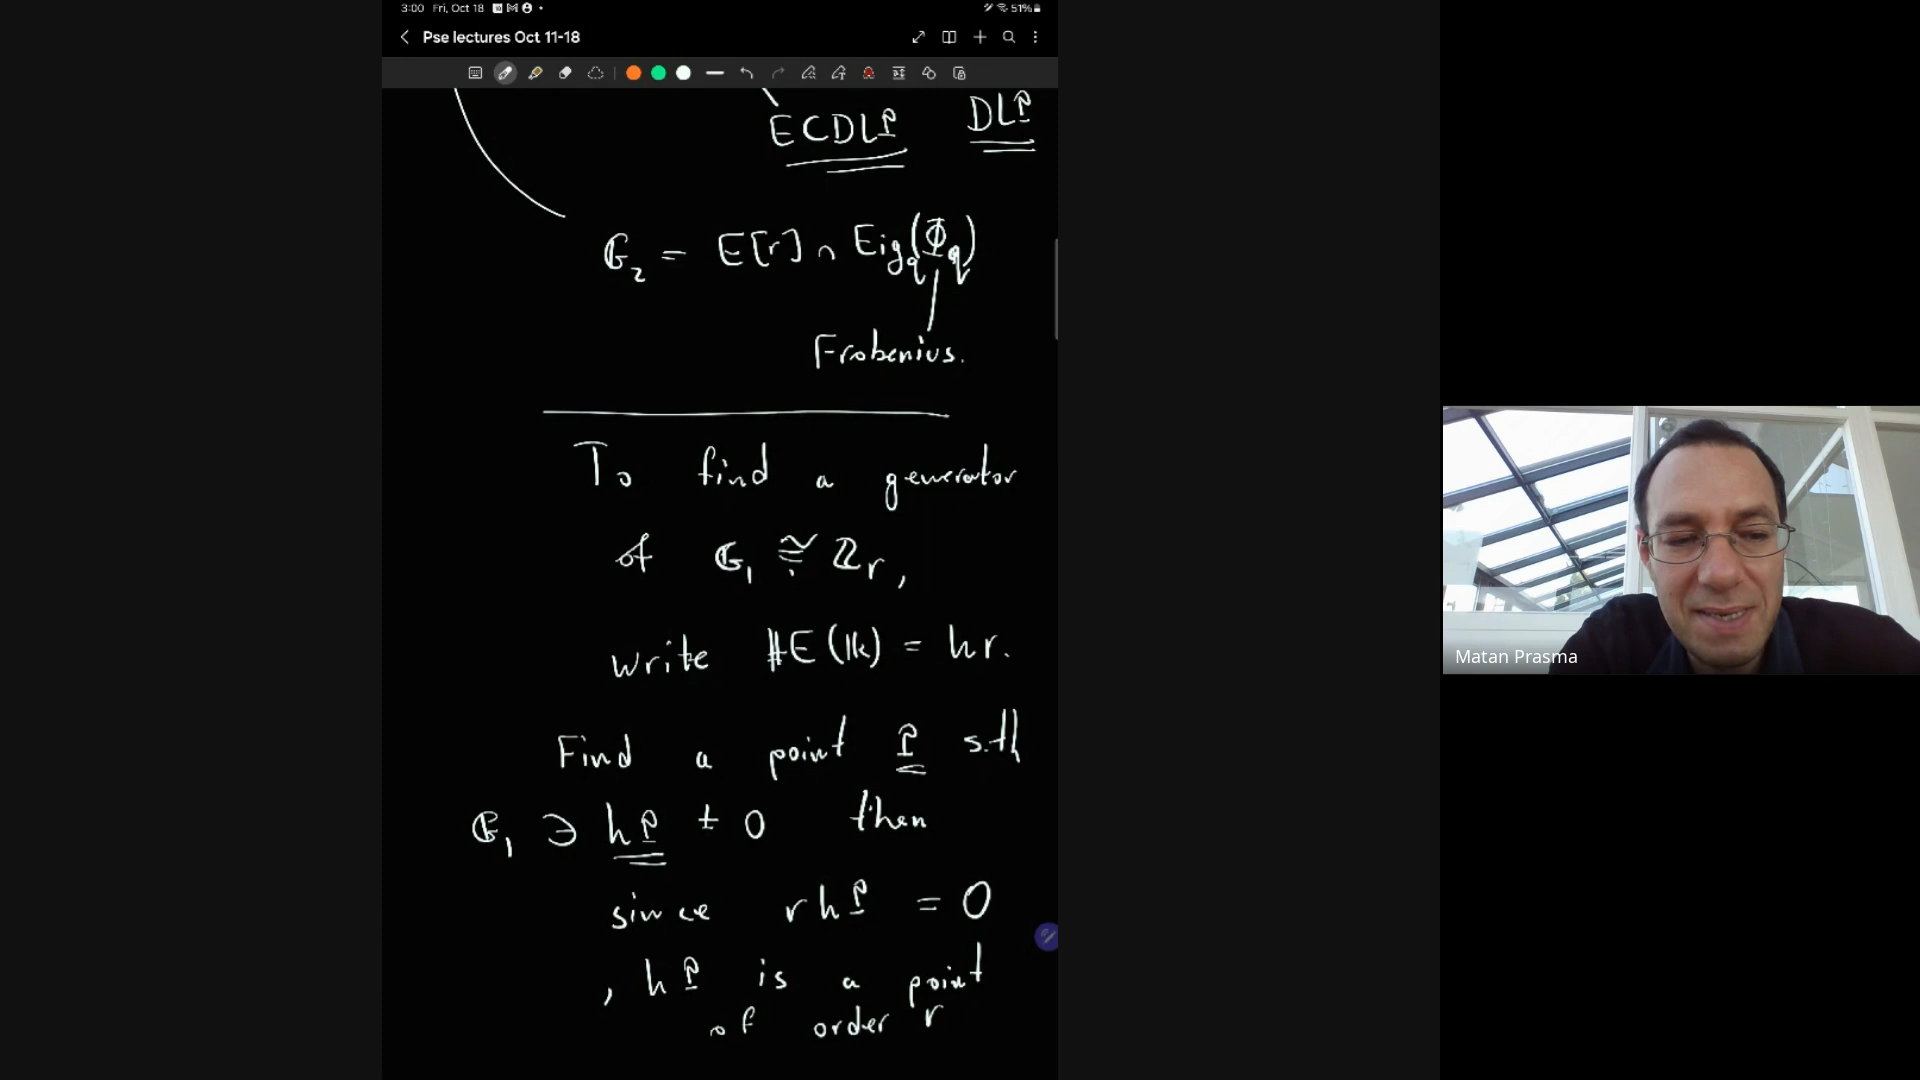 3:00 Fri, Oct 18 51%
Pse lectures Oct 11-18
ECDLP DLP
𝔾₂ = E[r] ∩ Eig_q(Φ_q)
Frobenius.
To find a generator
of 𝔾₁ ≅ ℤ_r,
write #E(𝕜) = hr.
Find a point P s.th
𝔾₁ ∋ hP ≠ 0 then
since rhP = 0
, hP is a point
of order r
Matan Prasma